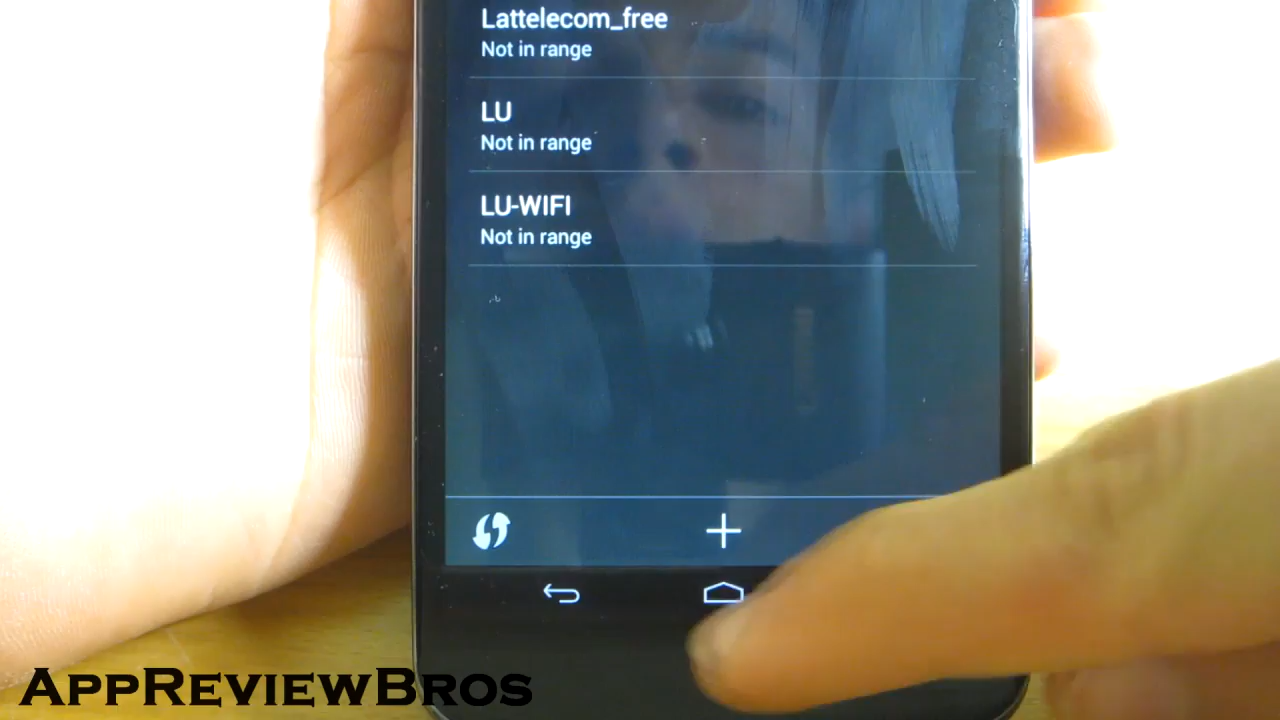 Lattelecom_free
Not in range
LU
Not in range
LU-WIFI
Not in range
AppReviewBros